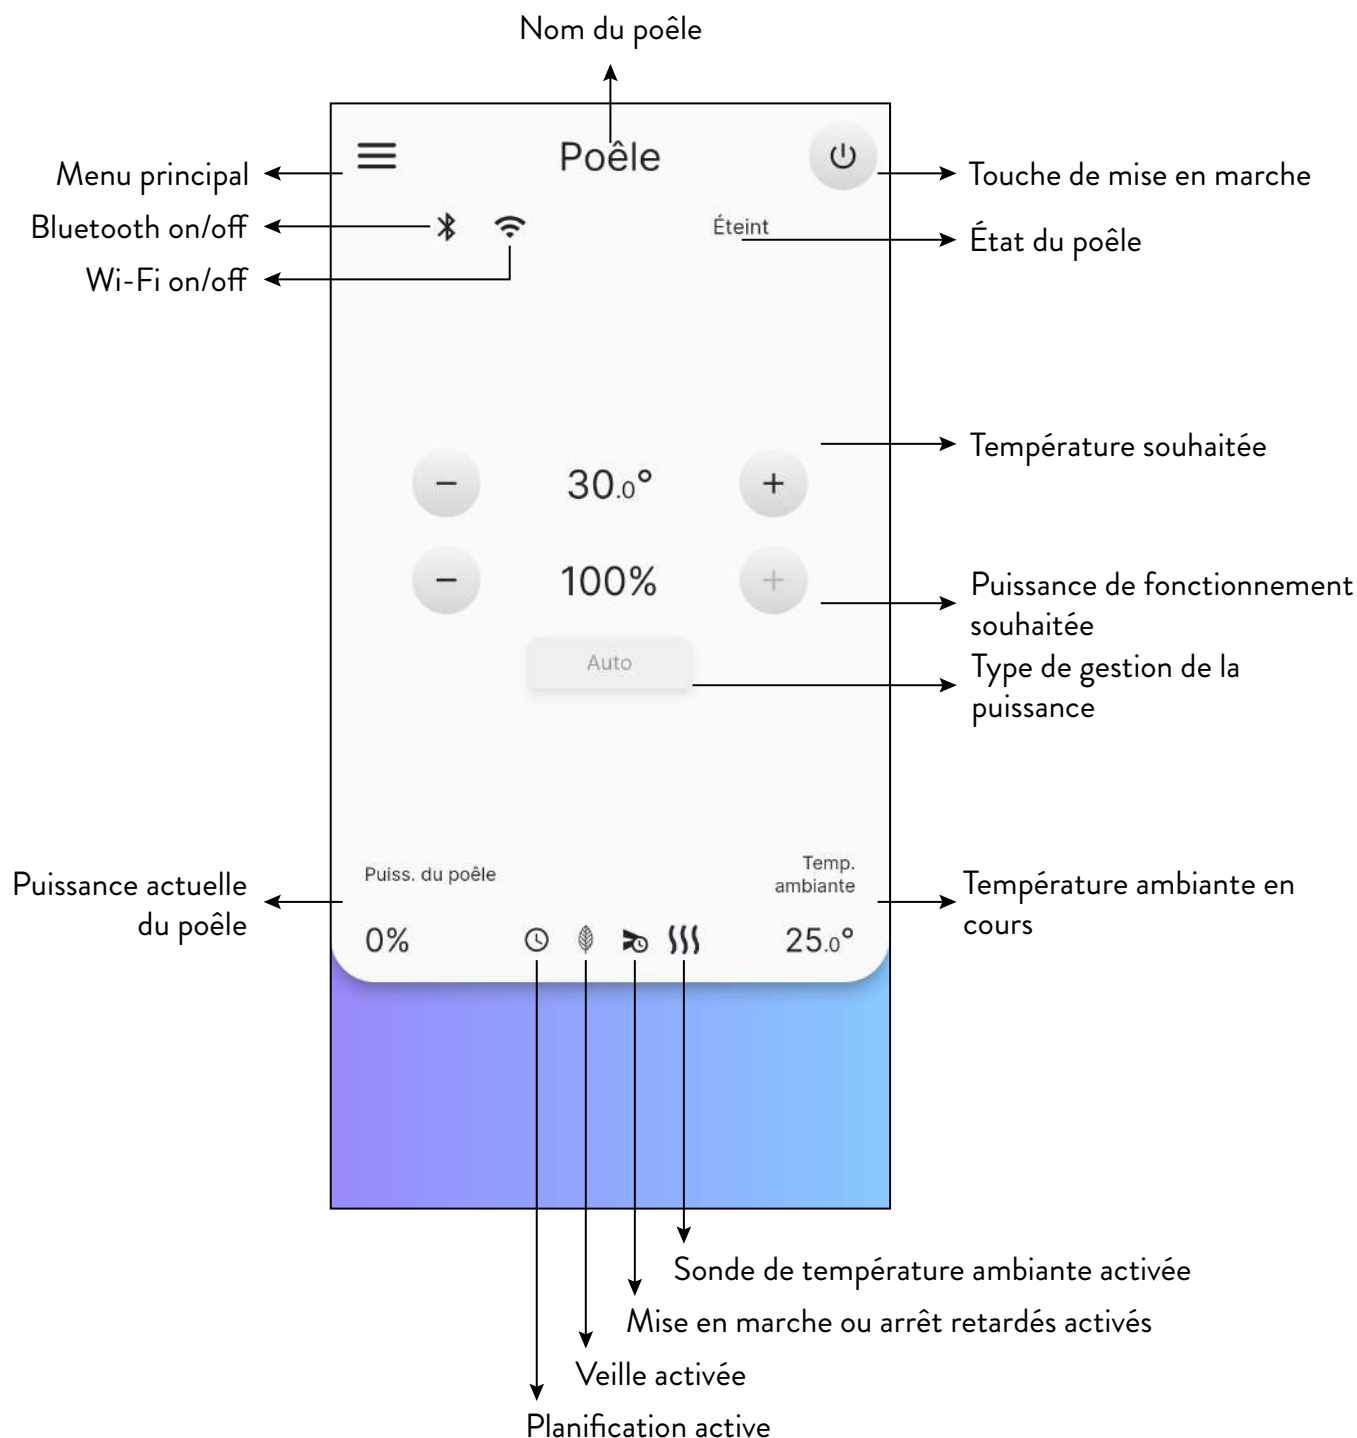 Nom du poêle
Poêle
Menu principal
Touche de mise en marche
Bluetooth on/off
Éteint
État du poêle
Wi-Fi on/off
Température souhaitée
− 30.0° +
− 100% +
Puissance de fonctionnement
souhaitée
Auto
Type de gestion de la
puissance
Puiss. du poêle
Temp.
ambiante
Puissance actuelle
du poêle
Température ambiante en
cours
0%
25.0°
Sonde de température ambiante activée
Mise en marche ou arrêt retardés activés
Veille activée
Planification active